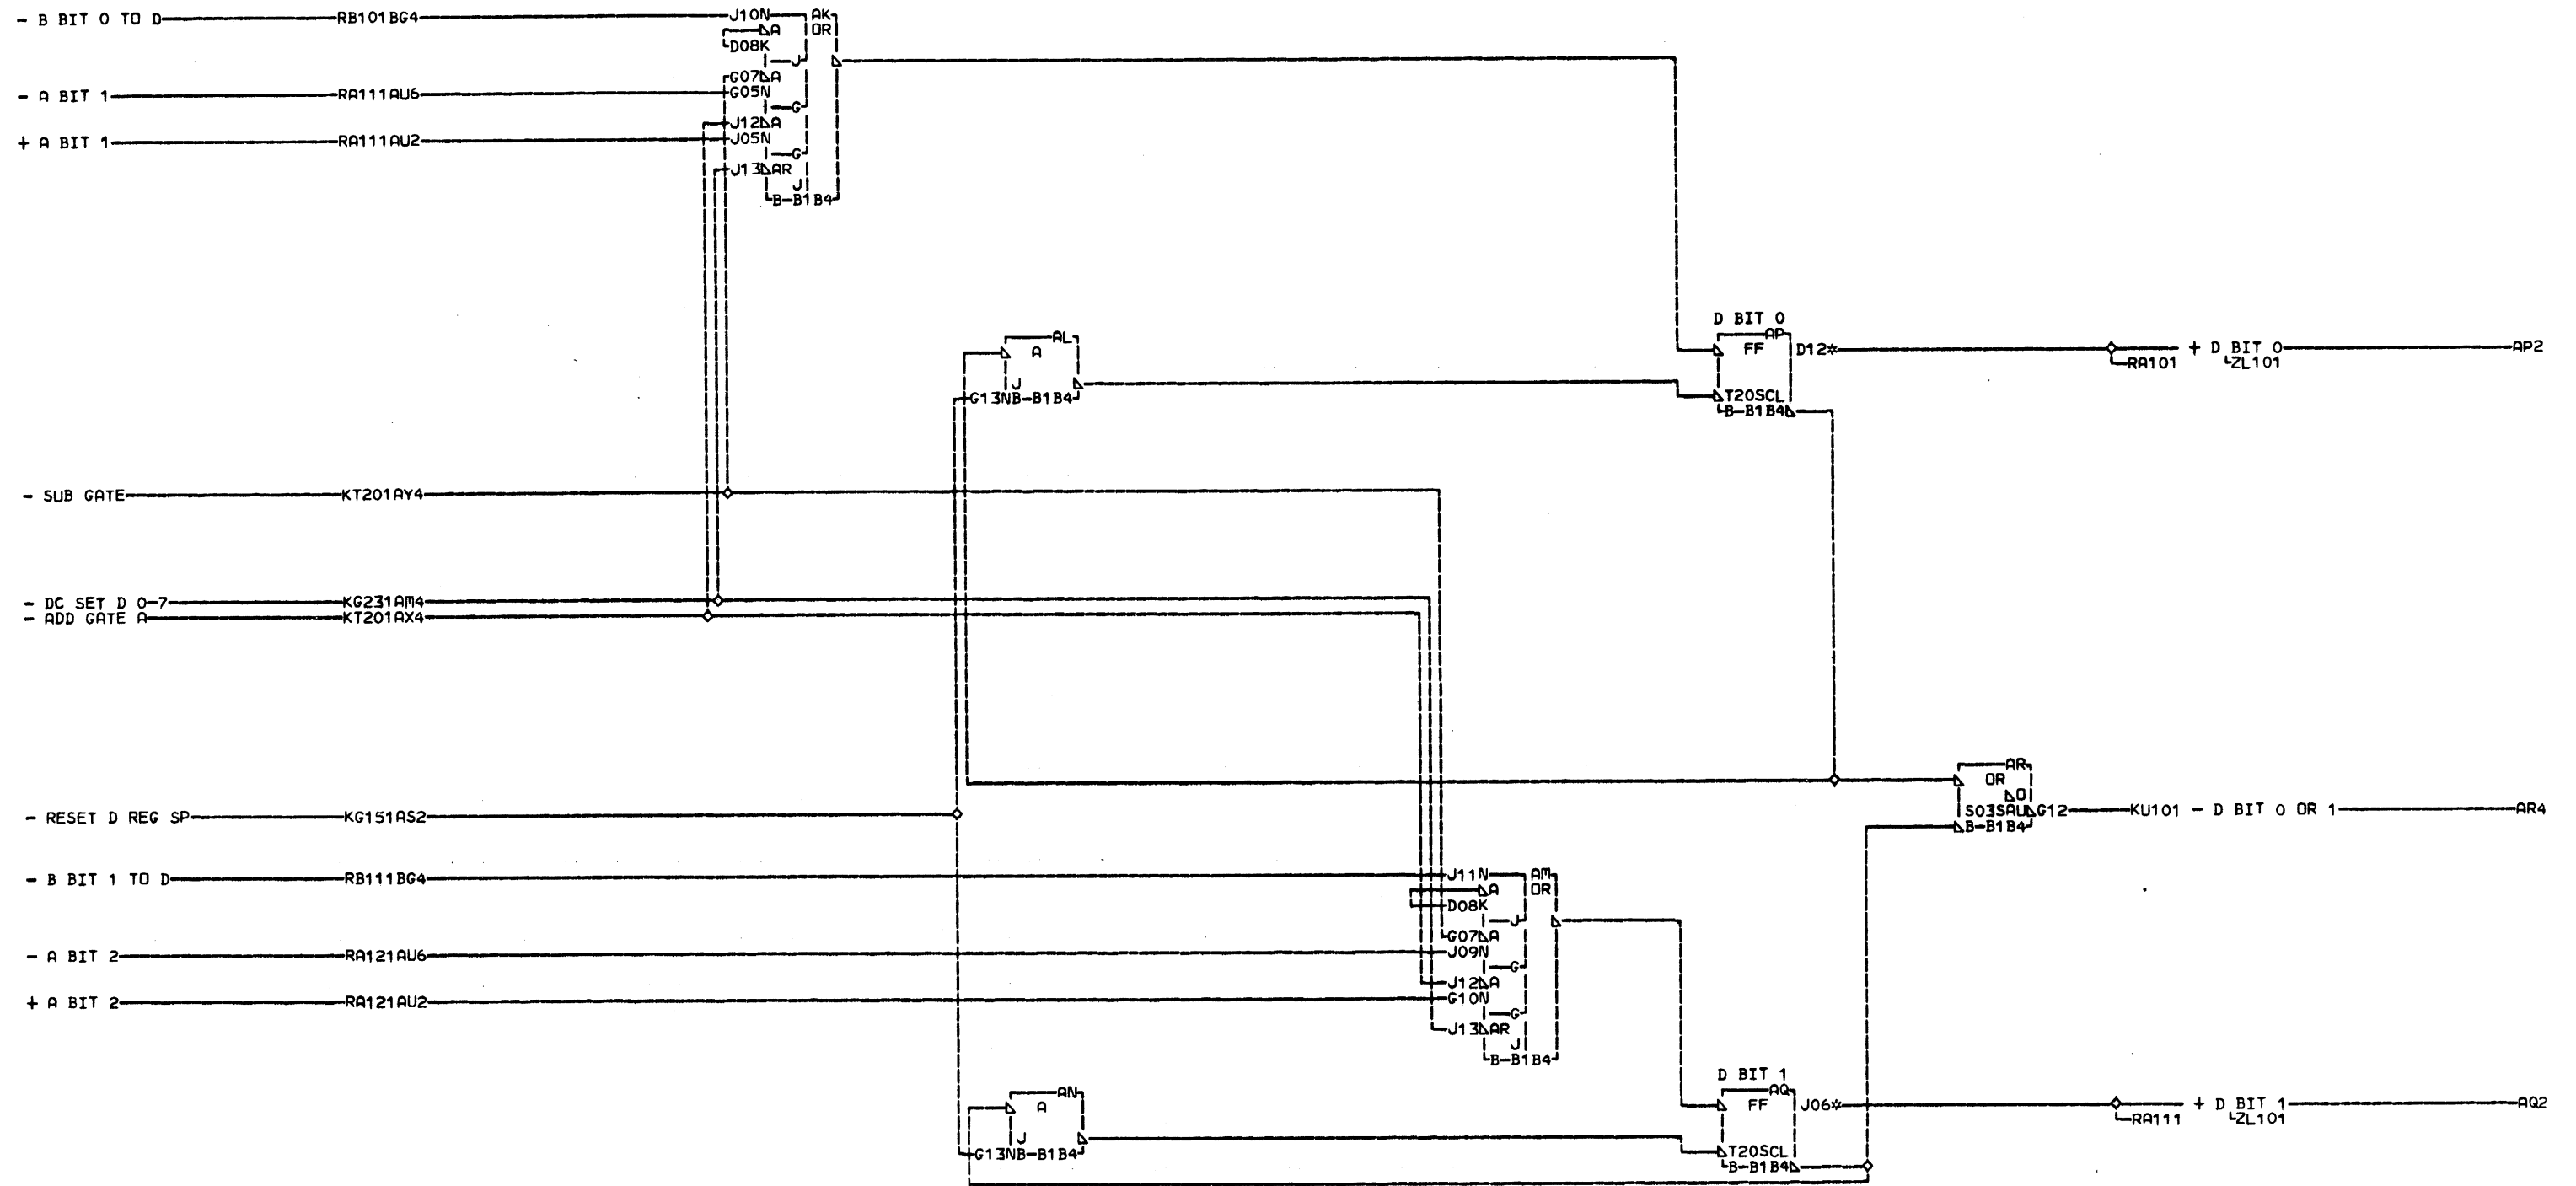 - B BIT 0 TO D RB101BG4 J10N AK
A OR
D08K
J
G07 A
- A BIT 1 RA111AU6 G05N
G
J12 A
+ A BIT 1 RA111AU2 J05N
G
J13 AR
J
B-B1B4
D BIT 0
AL AP
A FF D12* + D BIT 0 AP2
RA101 ZL101
J
G13NB-B1B4 T20SCL
B-B1B4
- SUB GATE KT201AY4
- DC SET D 0-7 KG231AM4
- ADD GATE A KT201AX4
AR
OR
O
- RESET D REG SP KG151AS2 S03SAU G12 KU101 - D BIT 0 OR 1 AR4
B-B1B4
- B BIT 1 TO D RB111BG4 J11N AM
A OR
D08K
J
G07 A
- A BIT 2 RA121AU6 J09N
G
J12 A
+ A BIT 2 RA121AU2 G10N
G
J13 AR
J
B-B1B4
D BIT 1
AN AQ
A FF J06* + D BIT 1 AQ2
RA111 ZL101
J
G13NB-B1B4 T20SCL
B-B1B4